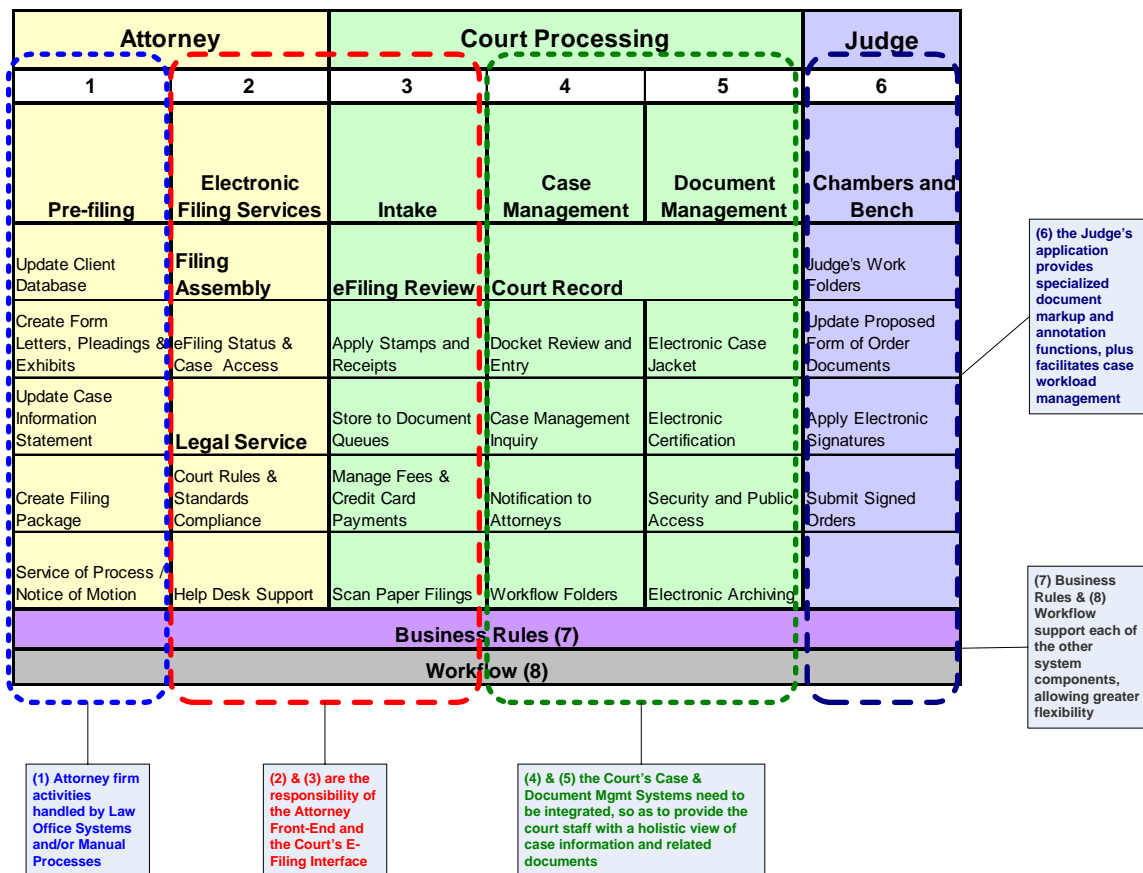 Attorney
Court Processing
Judge
1
2
3
4
5
6
Pre-filing
Electronic
Filing Services
Intake
Case
Management
Document
Management
Chambers and
Bench
Update Client
Database
Filing
Assembly
eFiling Review
Court Record
Judge's Work
Folders
Create Form
Letters, Pleadings &
Exhibits
eFiling Status &
Case Access
Apply Stamps and
Receipts
Docket Review and
Entry
Electronic Case
Jacket
Update Proposed
Form of Order
Documents
Update Case
Information
Statement
Legal Service
Store to Document
Queues
Case Management
Inquiry
Electronic
Certification
Apply Electronic
Signatures
Create Filing
Package
Court Rules &
Standards
Compliance
Manage Fees &
Credit Card
Payments
Notification to
Attorneys
Security and Public
Access
Submit Signed
Orders
Service of Process /
Notice of Motion
Help Desk Support
Scan Paper Filings
Workflow Folders
Electronic Archiving
Business Rules (7)
Workflow (8)
(6) the Judge's
application
provides
specialized
document
markup and
annotation
functions, plus
facilitates case
workload
management
(7) Business
Rules & (8)
Workflow
support each of
the other
system
components,
allowing greater
flexibility
(1) Attorney firm
activities
handled by Law
Office Systems
and/or Manual
Processes
(2) & (3) are the
responsibility of
the Attorney
Front-End and
the Court's E-
Filing Interface
(4) & (5) the Court's Case &
Document Mgmt Systems need to
be integrated, so as to provide the
court staff with a holistic view of
case information and related
documents